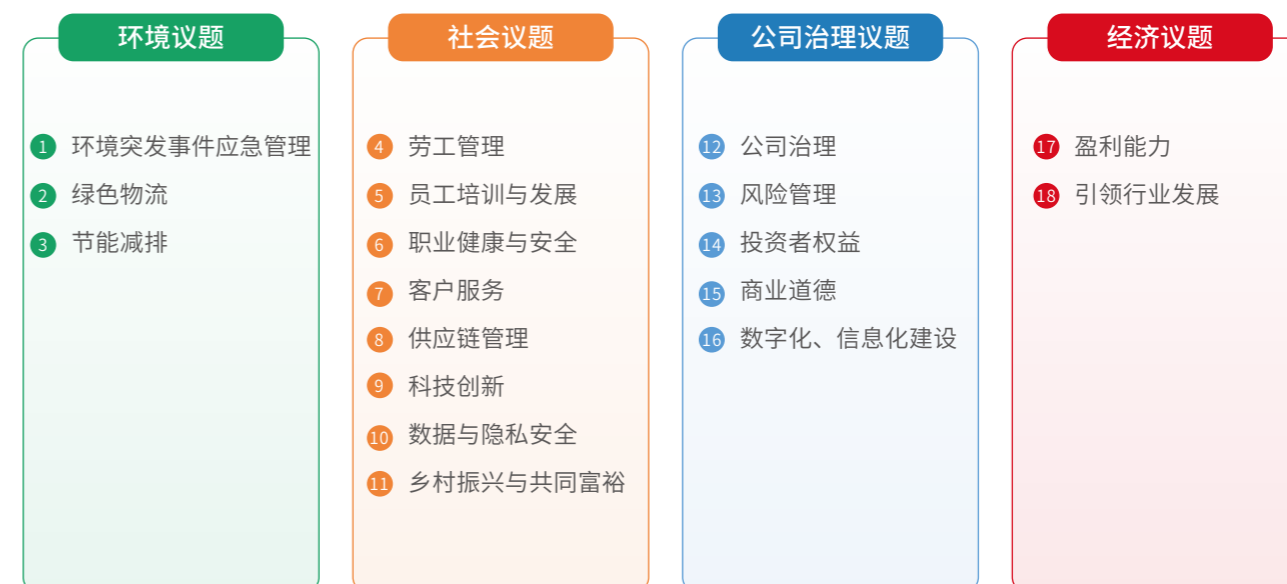 环境议题
1 环境突发事件应急管理
2 绿色物流
3 节能减排
社会议题
4 劳工管理
5 员工培训与发展
6 职业健康与安全
7 客户服务
8 供应链管理
9 科技创新
10 数据与隐私安全
11 乡村振兴与共同富裕
公司治理议题
12 公司治理
13 风险管理
14 投资者权益
15 商业道德
16 数字化、信息化建设
经济议题
17 盈利能力
18 引领行业发展